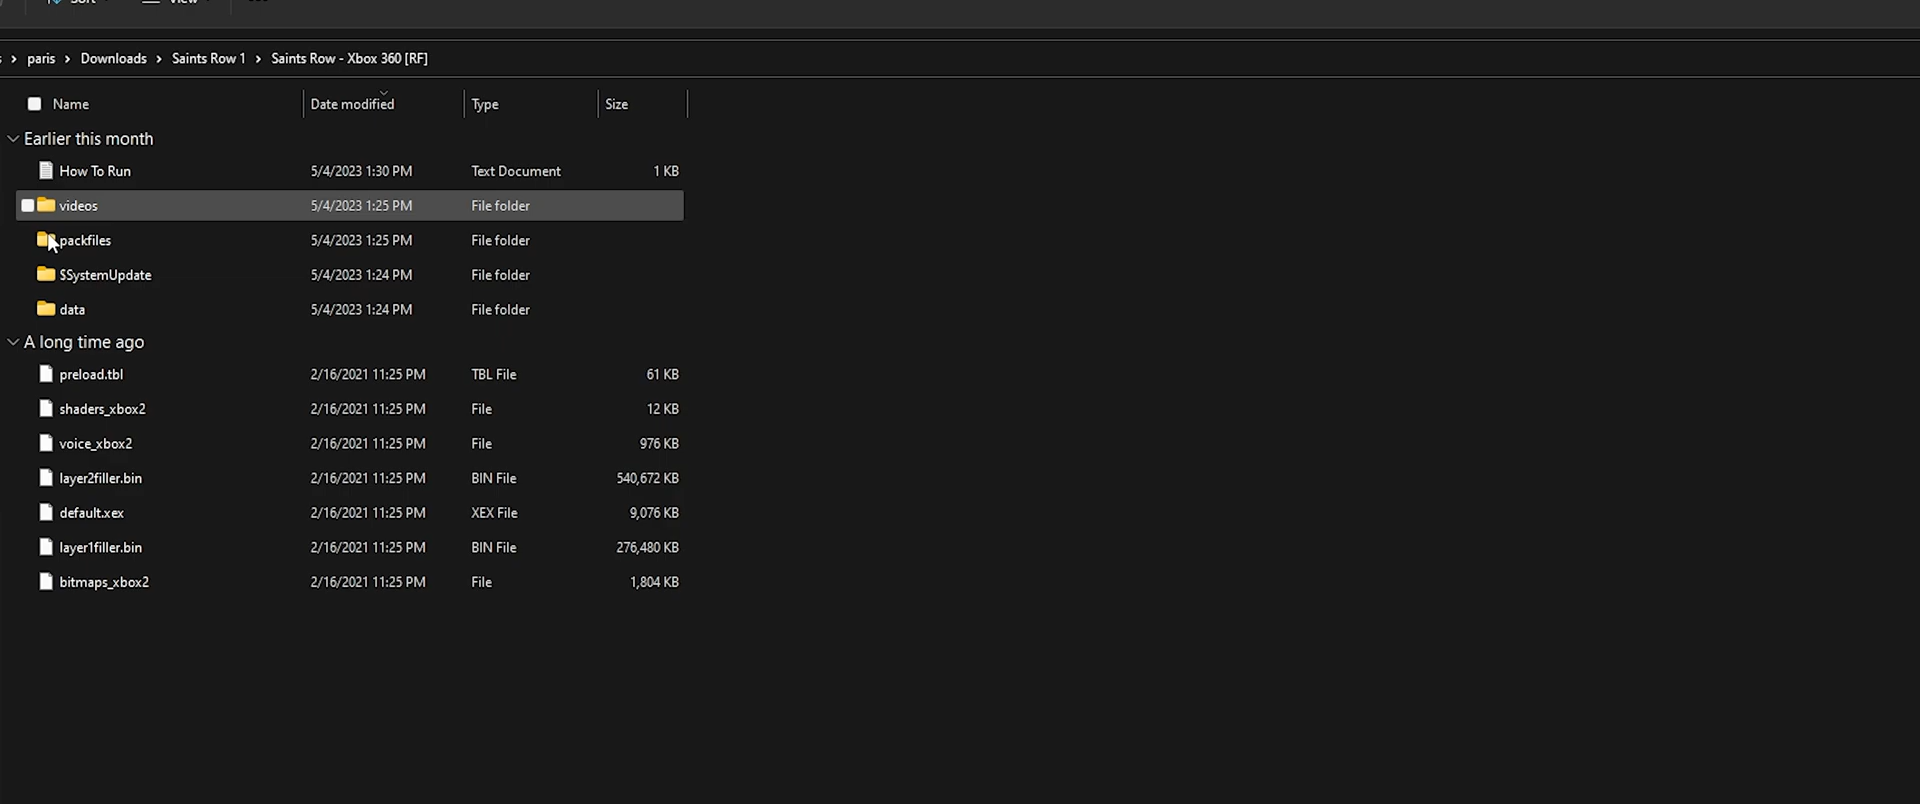 Sort View
s > paris > Downloads > Saints Row 1 > Saints Row - Xbox 360 [RF]
Name Date modified Type Size
Earlier this month
How To Run 5/4/2023 1:30 PM Text Document 1 KB
videos 5/4/2023 1:25 PM File folder
packfiles 5/4/2023 1:25 PM File folder
$SystemUpdate 5/4/2023 1:24 PM File folder
data 5/4/2023 1:24 PM File folder
A long time ago
preload.tbl 2/16/2021 11:25 PM TBL File 61 KB
shaders_xbox2 2/16/2021 11:25 PM File 12 KB
voice_xbox2 2/16/2021 11:25 PM File 976 KB
layer2filler.bin 2/16/2021 11:25 PM BIN File 540,672 KB
default.xex 2/16/2021 11:25 PM XEX File 9,076 KB
layer1filler.bin 2/16/2021 11:25 PM BIN File 276,480 KB
bitmaps_xbox2 2/16/2021 11:25 PM File 1,804 KB